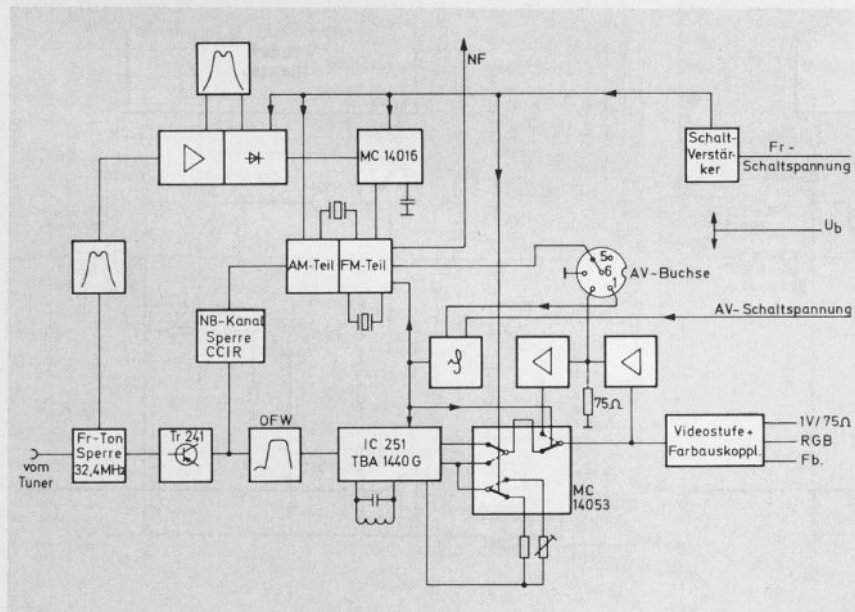 NF
MC 14016
Schalt-
Verstär-
ker
Fr-
Schaltspannung
Ub
AM-Teil
FM-Teil
5
6
1
AV-Buchse
AV-Schaltspannung
NB-Kanal
Sperre
CCIR
75Ω
Fr-Ton
Sperre
32,4MHz
vom
Tuner
Tr 241
OFW
IC 251
TBA 1440 G
MC
14053
Videostufe+
Farbauskoppl.
1V/75Ω
RGB
Fb.